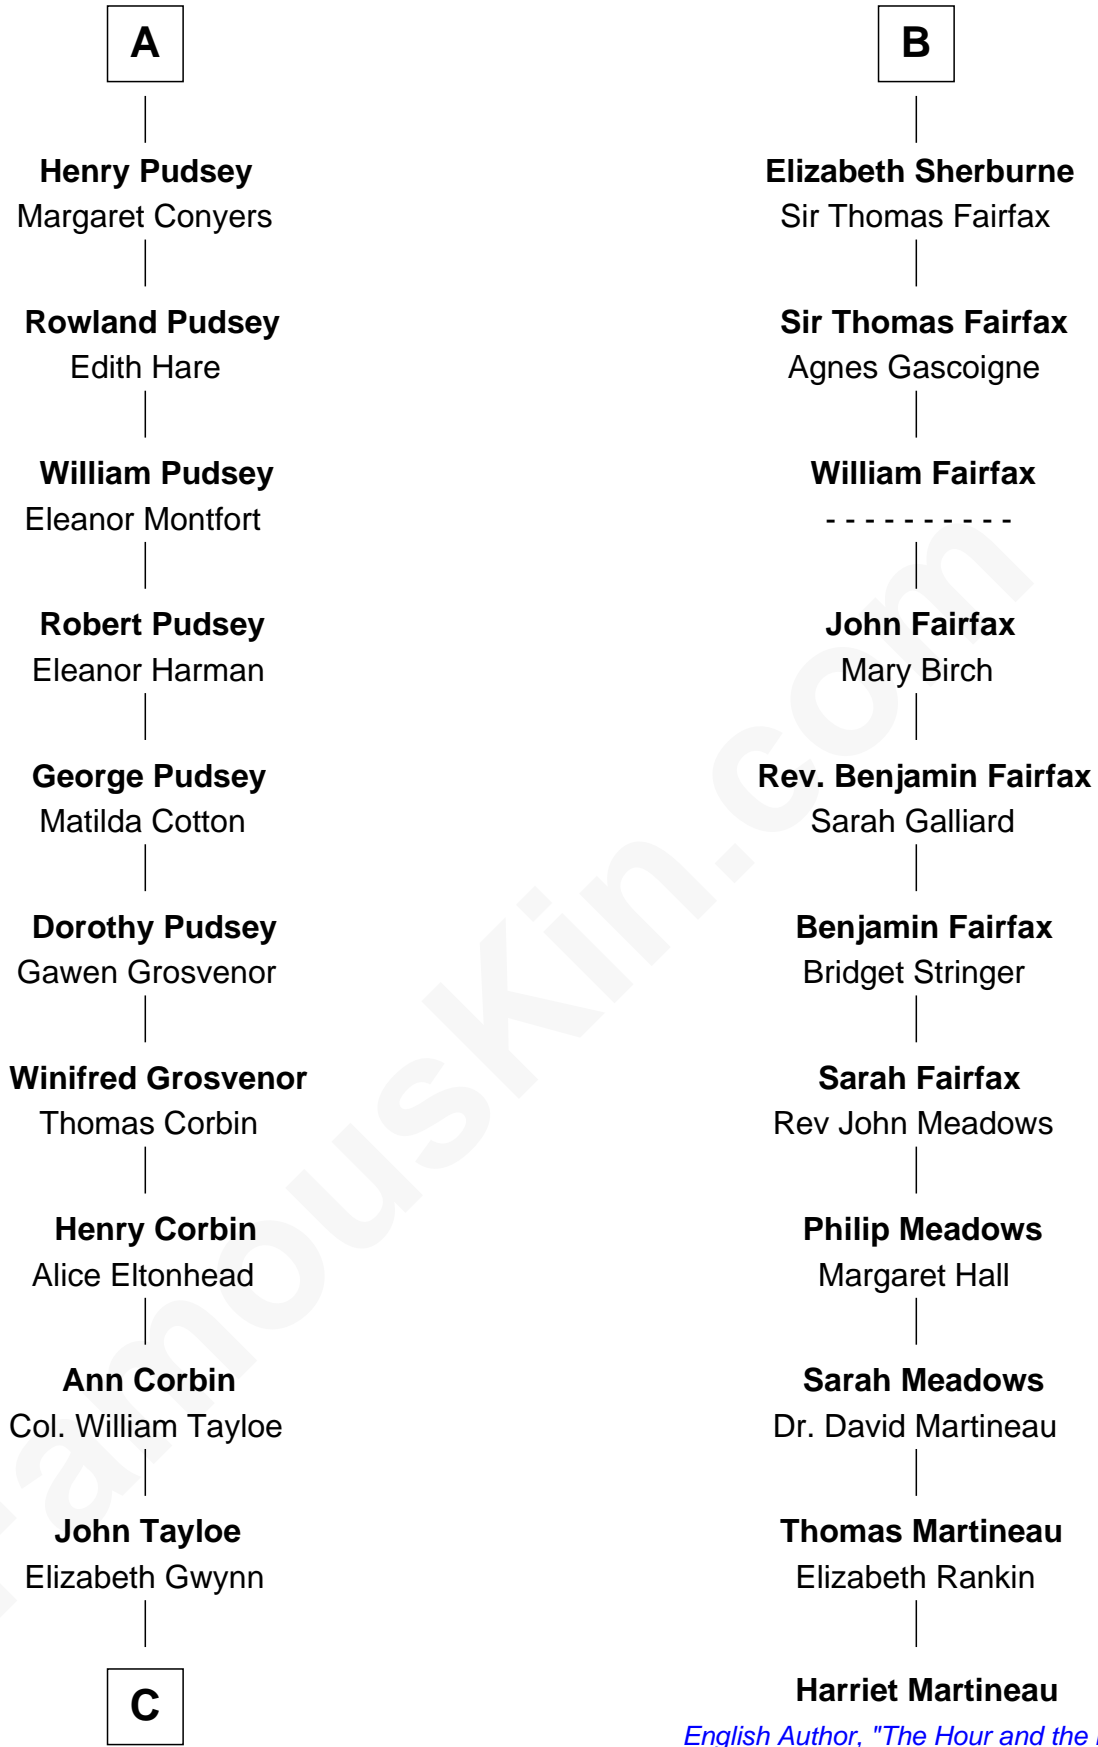 A
Henry Pudsey
Margaret Conyers
Rowland Pudsey
Edith Hare
William Pudsey
Eleanor Montfort
Robert Pudsey
Eleanor Harman
George Pudsey
Matilda Cotton
Dorothy Pudsey
Gawen Grosvenor
Winifred Grosvenor
Thomas Corbin
Henry Corbin
Alice Eltonhead
Ann Corbin
Col. William Tayloe
John Tayloe
Elizabeth Gwynn
C
B
Elizabeth Sherburne
Sir Thomas Fairfax
Sir Thomas Fairfax
Agnes Gascoigne
William Fairfax
- - - - - - - - - -
John Fairfax
Mary Birch
Rev. Benjamin Fairfax
Sarah Galliard
Benjamin Fairfax
Bridget Stringer
Sarah Fairfax
Rev John Meadows
Philip Meadows
Margaret Hall
Sarah Meadows
Dr. David Martineau
Thomas Martineau
Elizabeth Rankin
Harriet Martineau
English Author, "The Hour and the
FamousKin.com